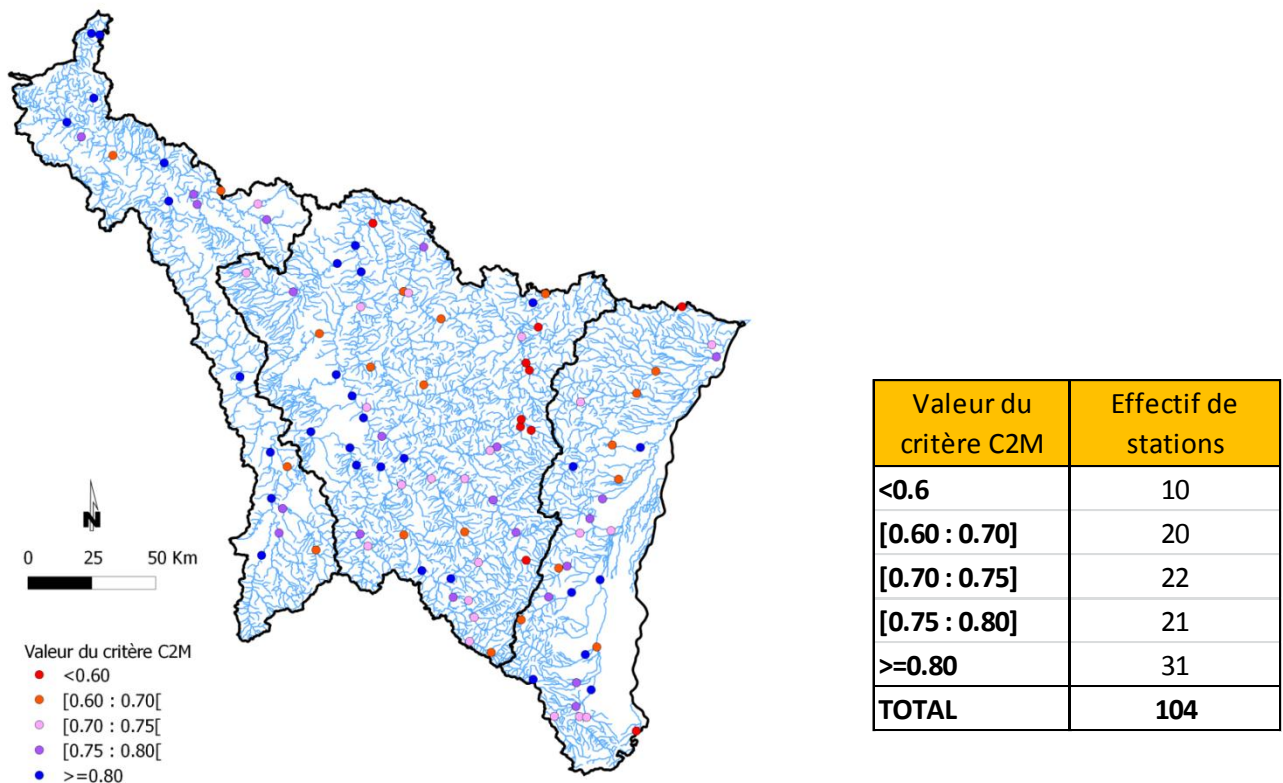 N
0 25 50 Km
Valeur du critère C2M
<0.60
[0.60 : 0.70[
[0.70 : 0.75[
[0.75 : 0.80[
>=0.80
Valeur du critère C2M Effectif de stations
<0.6 10
[0.60 : 0.70] 20
[0.70 : 0.75] 22
[0.75 : 0.80] 21
>=0.80 31
TOTAL 104